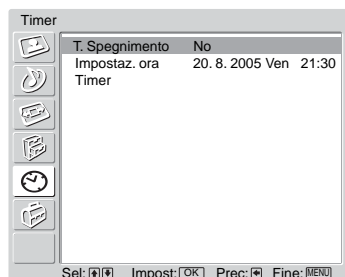 Timer
T. Spegnimento No
Impostaz. ora 20. 8. 2005 Ven 21:30
Timer
Sel: Impost: OK Prec: Fine: MENU